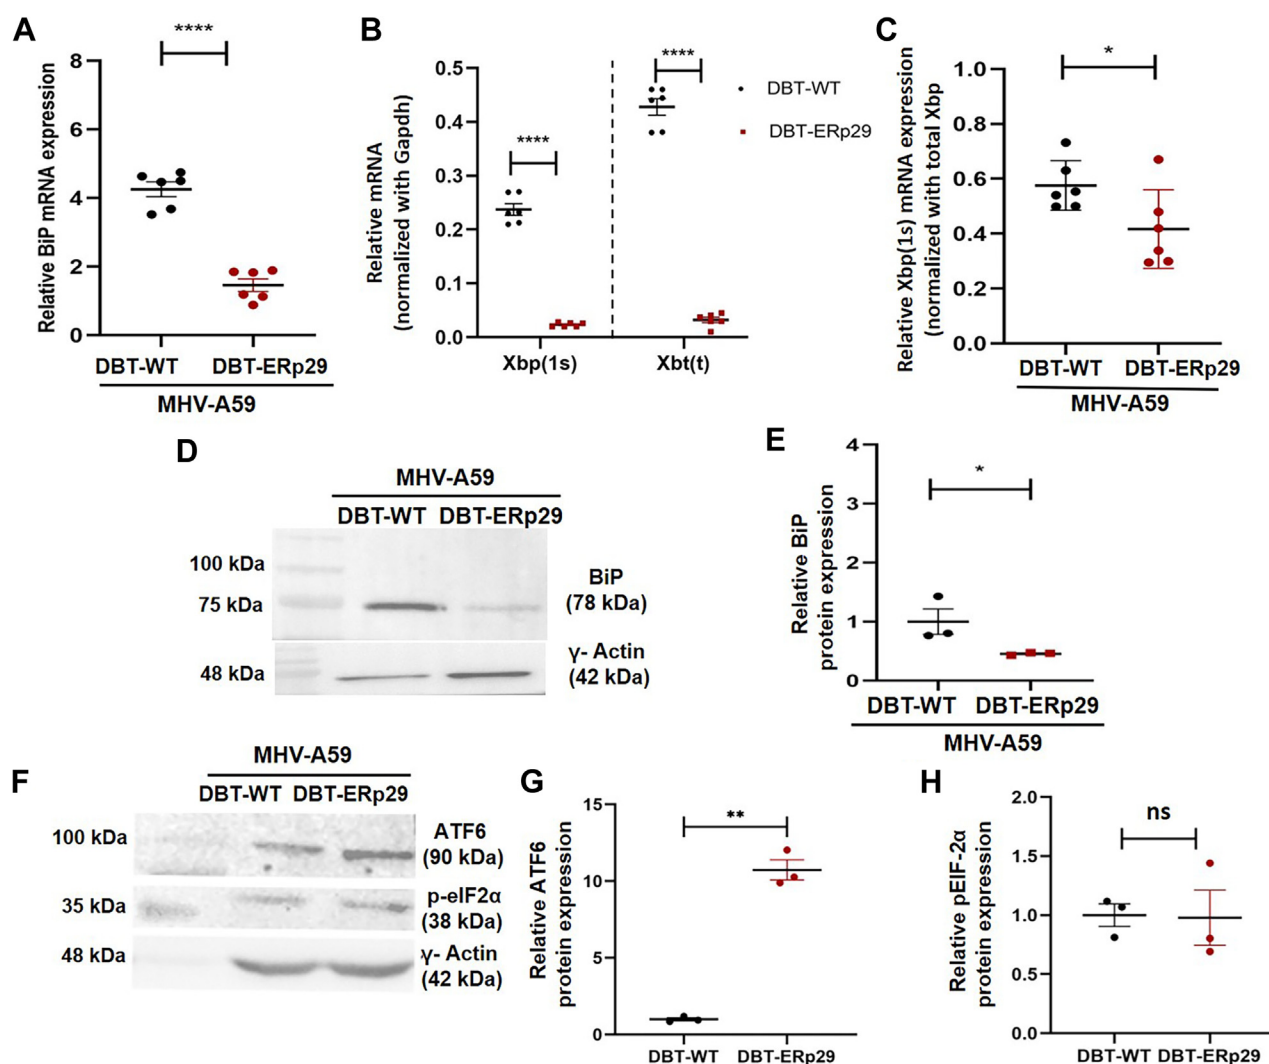 A
****
Relative BiP mRNA expression
8
6
4
2
0
DBT-WT DBT-ERp29
MHV-A59
B
Relative mRNA
(normalized with Gapdh)
0.5
0.4
0.3
0.2
0.1
0.0
****
****
Xbp(1s) Xbt(t)
DBT-WT
DBT-ERp29
C
*
Relative Xbp(1s) mRNA expression
(normalized with total Xbp
1.0
0.8
0.6
0.4
0.2
0.0
DBT-WT DBT-ERp29
MHV-A59
D
MHV-A59
DBT-WT DBT-ERp29
100 kDa
75 kDa
48 kDa
BiP
(78 kDa)
γ- Actin
(42 kDa)
E
*
Relative BiP
protein expression
4
3
2
1
0
DBT-WT DBT-ERp29
MHV-A59
F
MHV-A59
DBT-WT DBT-ERp29
100 kDa
35 kDa
48 kDa
ATF6
(90 kDa)
p-eIF2α
(38 kDa)
γ- Actin
(42 kDa)
G
**
Relative ATF6
protein expression
15
10
5
0
DBT-WT DBT-ERp29
H
ns
Relative pEIF-2α
protein expression
2.0
1.5
1.0
0.5
0.0
DBT-WT DBT-ERp29